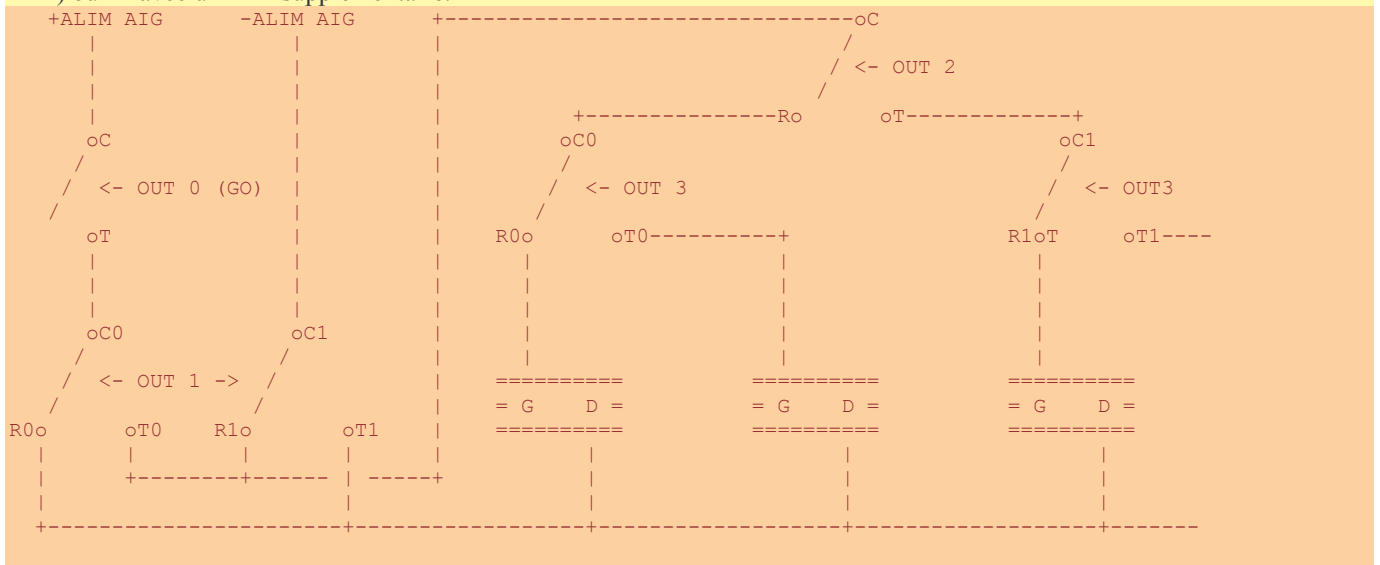 +ALIM AIG      -ALIM AIG      +--------------------------------oC
   |               |          |                                /
   |               |          |                               / <- OUT 2
   |               |          |                              /
   |               |          |          +---------------Ro      oT-------------+
   oC              |          |         oC0                                    oC1
  /                |          |         /                                      /
 /  <- OUT 0 (GO)  |          |        /  <- OUT 3                            /  <- OUT3
/                  |          |       /                                      /
   oT              |          |    R0o      oT0----------+                 R1oT     oT1----
   |               |          |      |                   |                   |
   |               |          |      |                   |                   |
   |               |          |      |                   |                   |
   oC0             oC1        |      |                   |                   |
  /               /           |      |                   |                   |
 /  <- OUT 1 ->  /            |    ==========          ==========          ==========
/               /             |    = G    D =          = G    D =          = G    D =
R0o      oT0    R1o      oT1   |    ==========          ==========          ==========
  |      |        |       |   |           |                   |                   |
  |      +--------+------ | -----+        |                   |                   |
  |                       |               |                   |                   |
  +-----------------------+------------------+-------------------+-------------------+-------